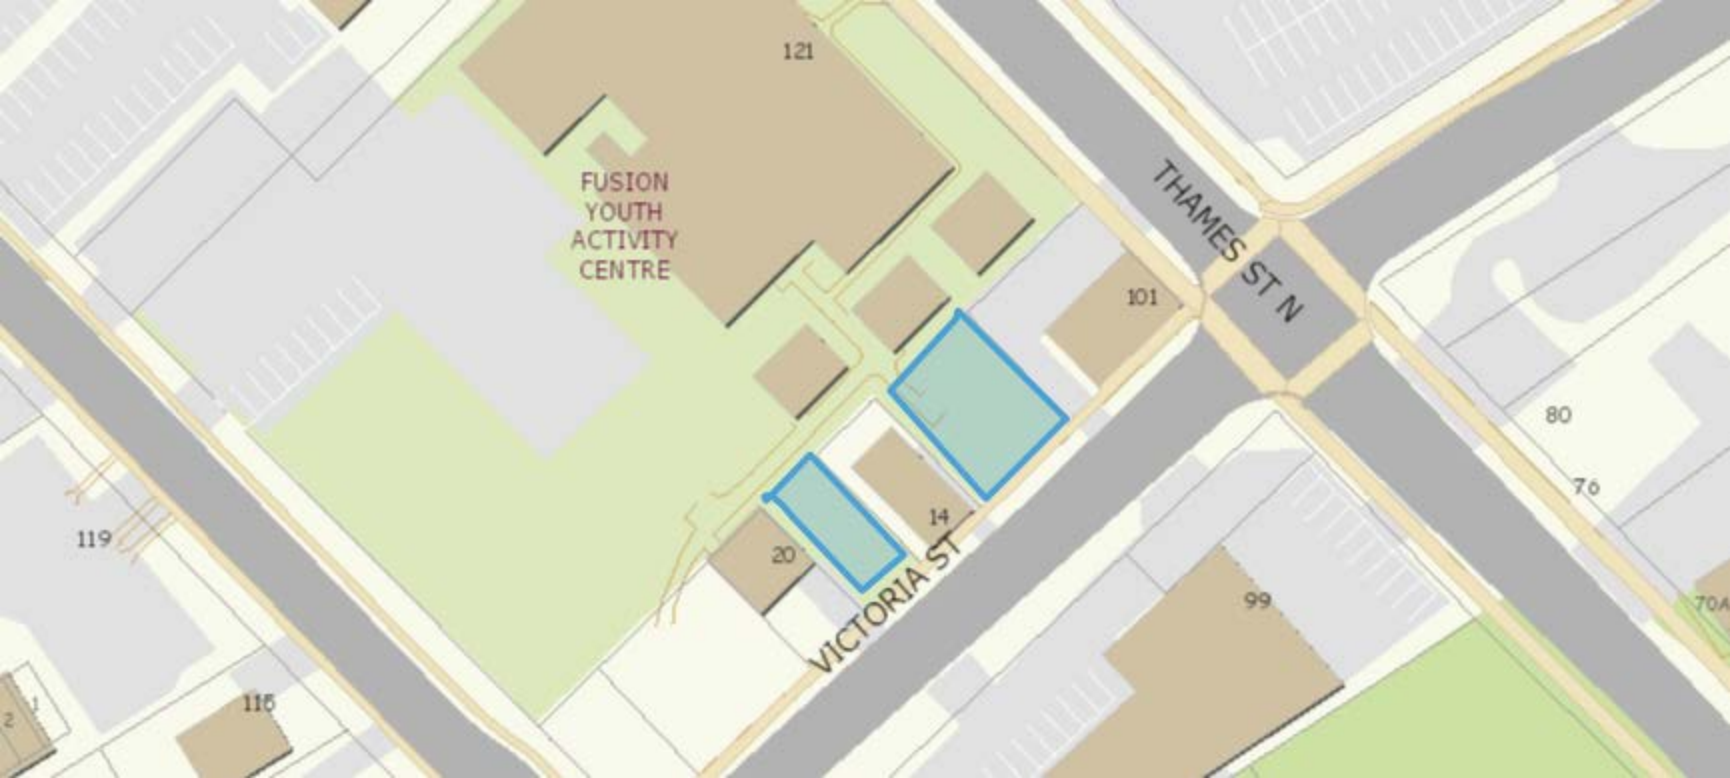 121
FUSION
YOUTH
ACTIVITY
CENTRE
THAMES ST N
101
80
76
14
20
VICTORIA ST
119
99
70A
115
1
2